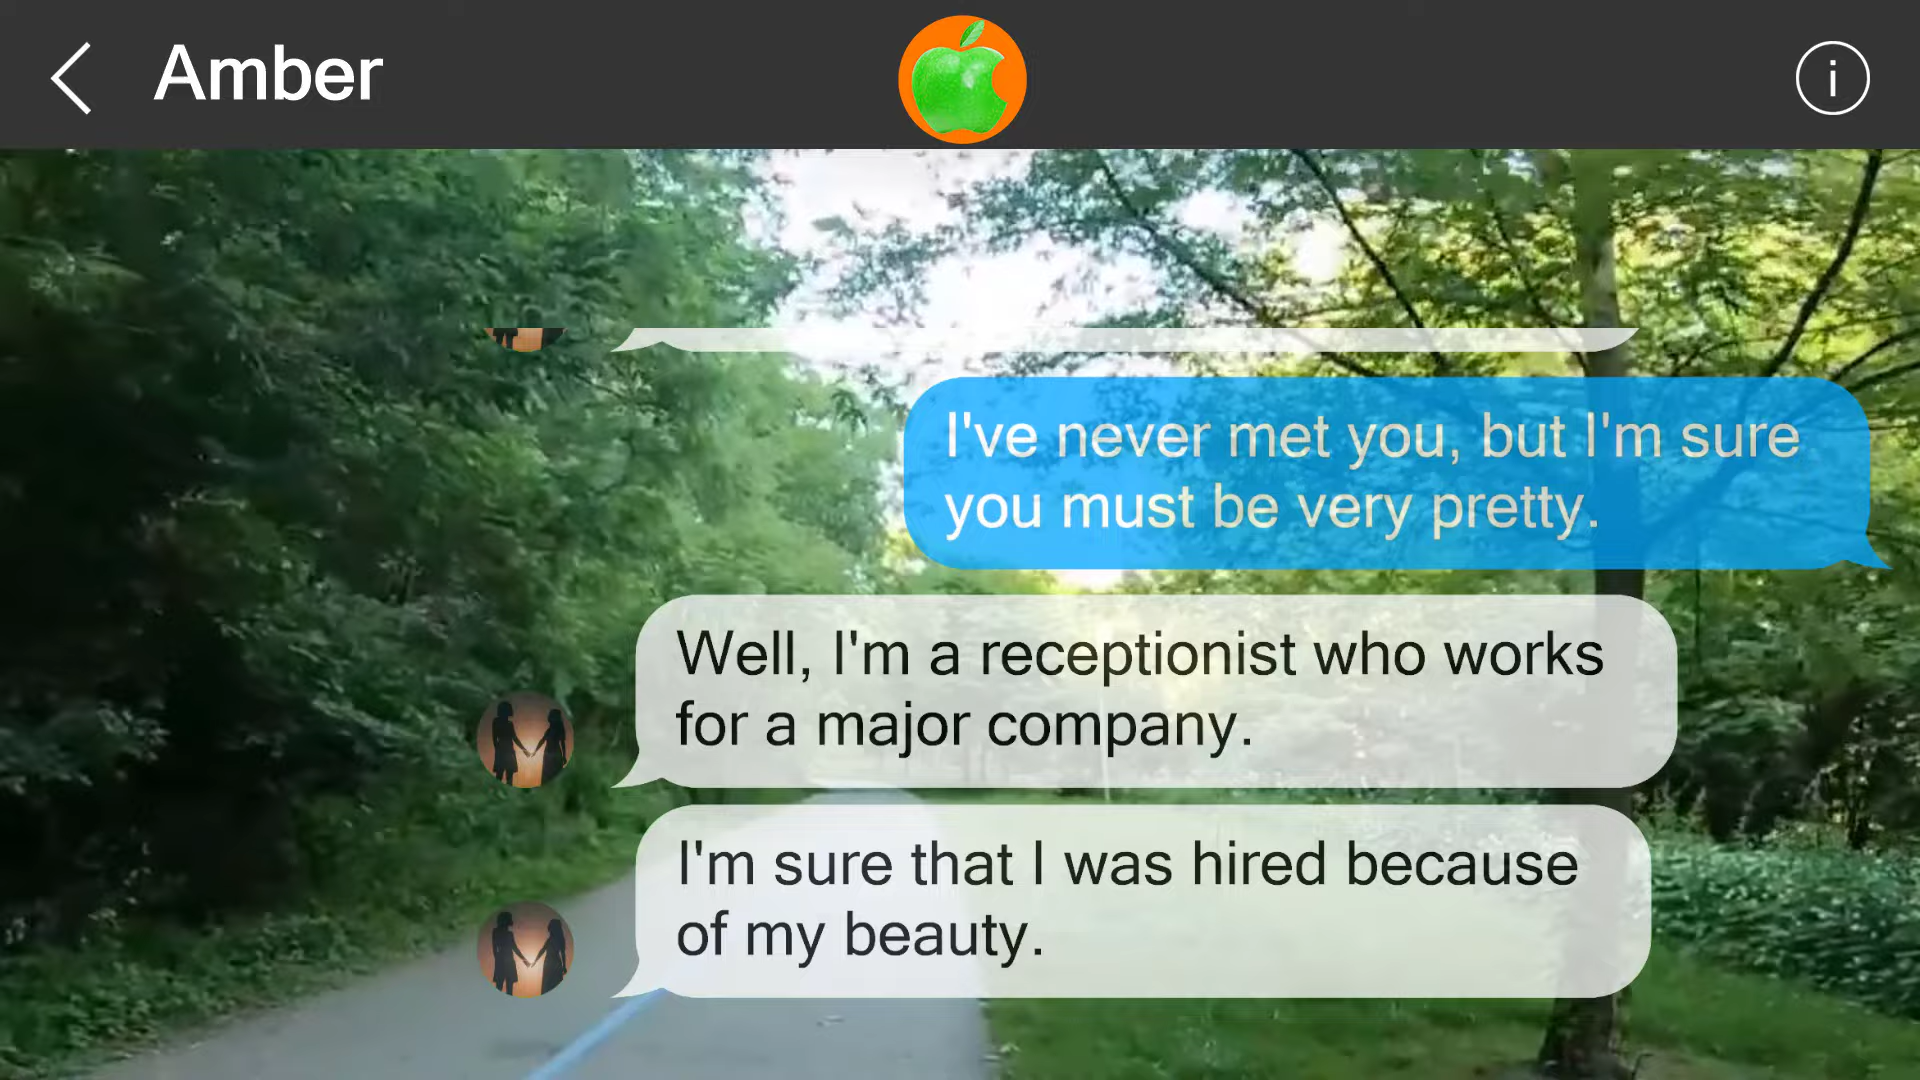 Amber
I've never met you, but I'm sure
you must be very pretty.
Well, I'm a receptionist who works
for a major company.
I'm sure that I was hired because
of my beauty.